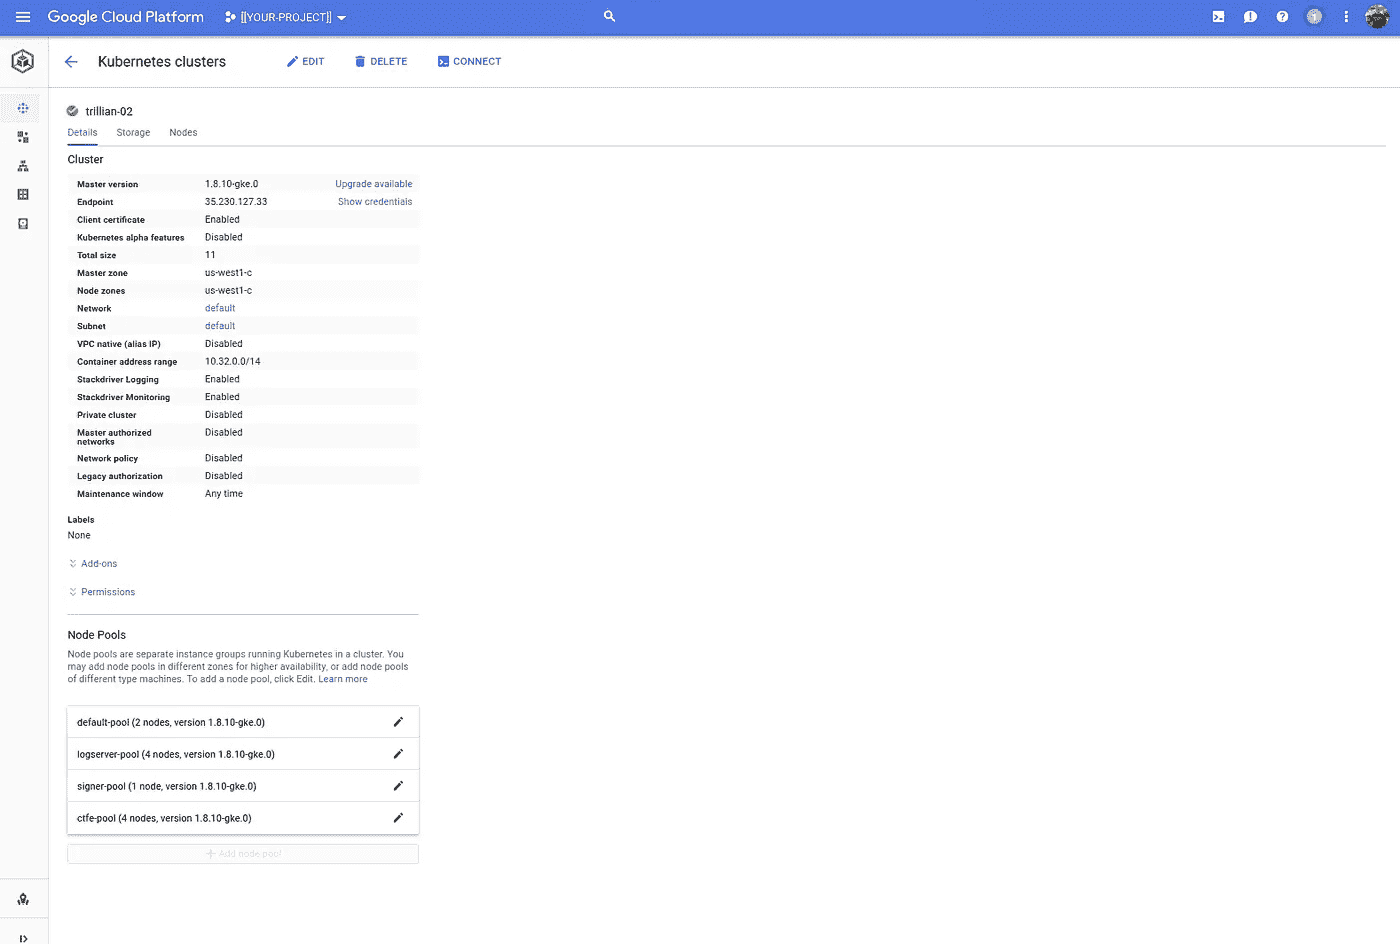 Google Cloud Platform [[YOUR-PROJECT]]
Kubernetes clusters EDIT DELETE CONNECT
trillian-02
Details Storage Nodes
Cluster
Master version 1.8.10-gke.0 Upgrade available
Endpoint 35.230.127.33 Show credentials
Client certificate Enabled
Kubernetes alpha features Disabled
Total size 11
Master zone us-west1-c
Node zones us-west1-c
Network default
Subnet default
VPC native (alias IP) Disabled
Container address range 10.32.0.0/14
Stackdriver Logging Enabled
Stackdriver Monitoring Enabled
Private cluster Disabled
Master authorized Disabled
networks
Network policy Disabled
Legacy authorization Disabled
Maintenance window Any time
Labels
None
Add-ons
Permissions
Node Pools
Node pools are separate instance groups running Kubernetes in a cluster. You
may add node pools in different zones for higher availability, or add node pools
of different type machines. To add a node pool, click Edit. Learn more
default-pool (2 nodes, version 1.8.10-gke.0)
logserver-pool (4 nodes, version 1.8.10-gke.0)
signer-pool (1 node, version 1.8.10-gke.0)
ctfe-pool (4 nodes, version 1.8.10-gke.0)
+ Add node pool